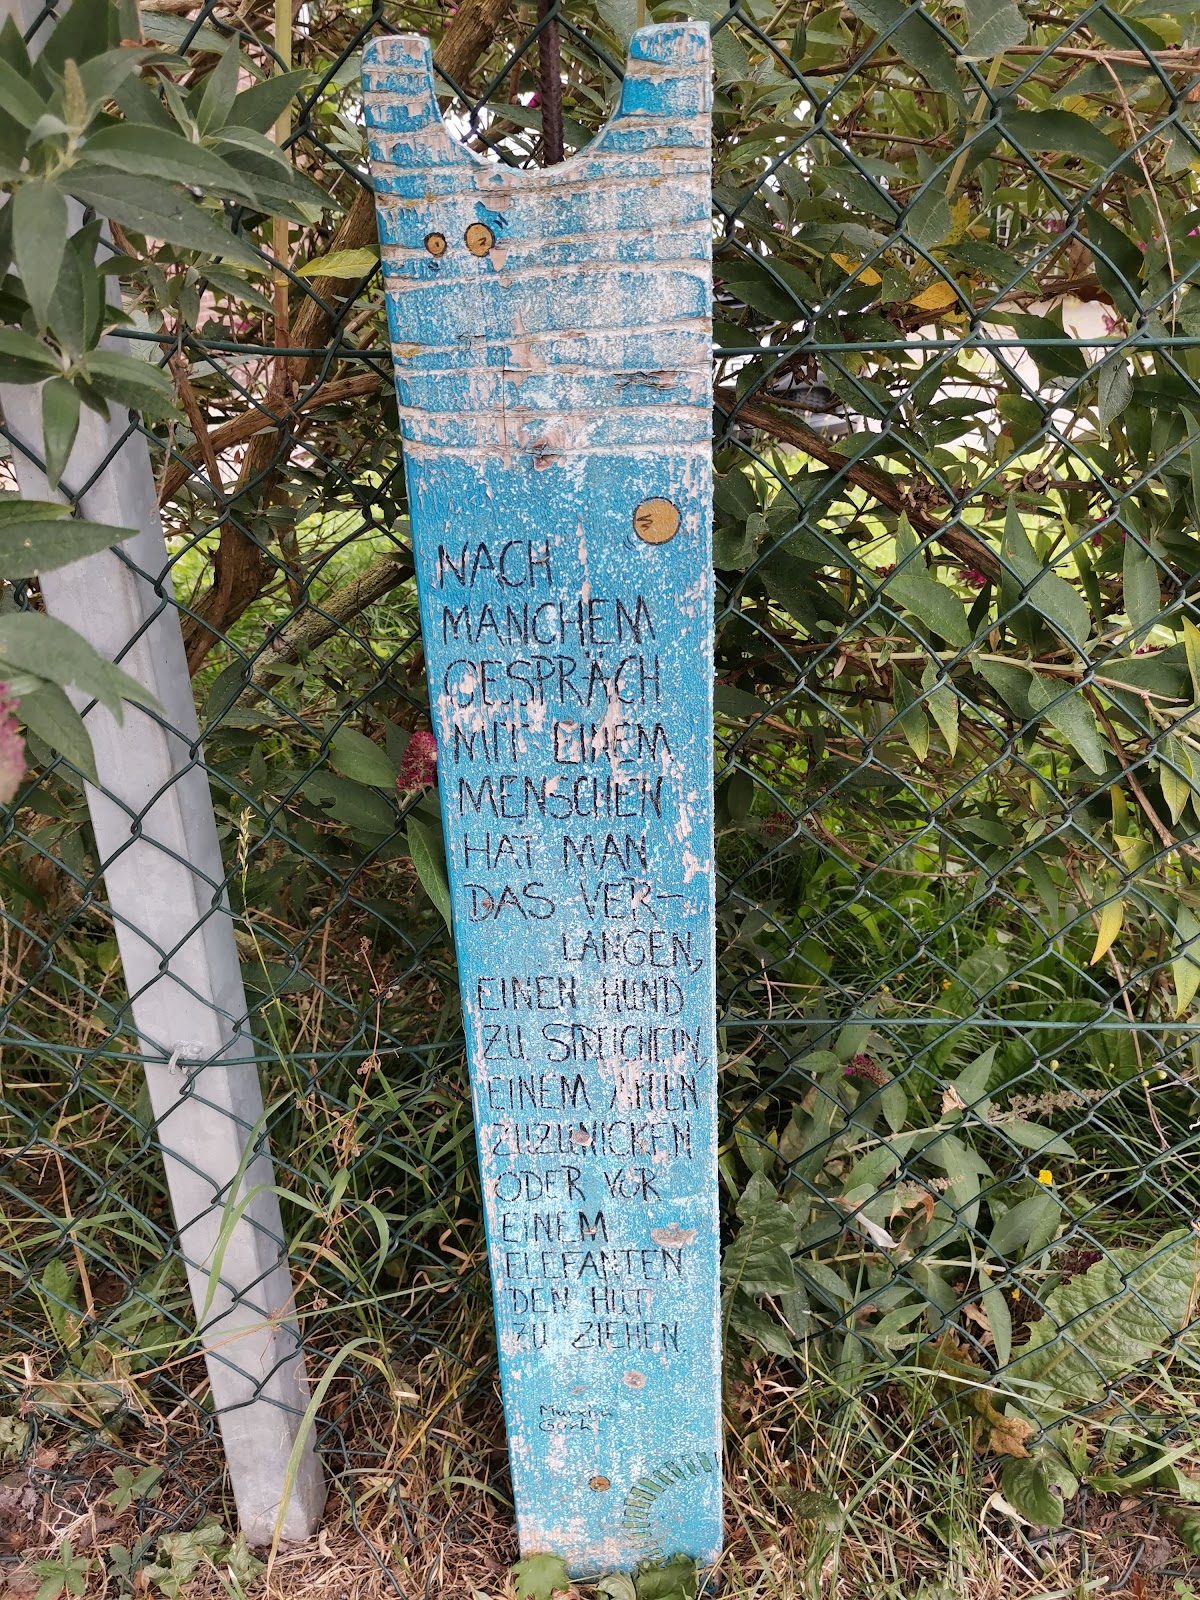 NACH
MANCHEM
GESPRÄCH
MIT EINEM
MENSCHEN
HAT MAN
DAS VER-
LANGEN,
EINEN HUND
ZU STREICHELN,
EINEM AFFEN
ZUZUNICKEN
ODER VOR
EINEM
ELEFANTEN
DEN HUT
ZU ZIEHEN